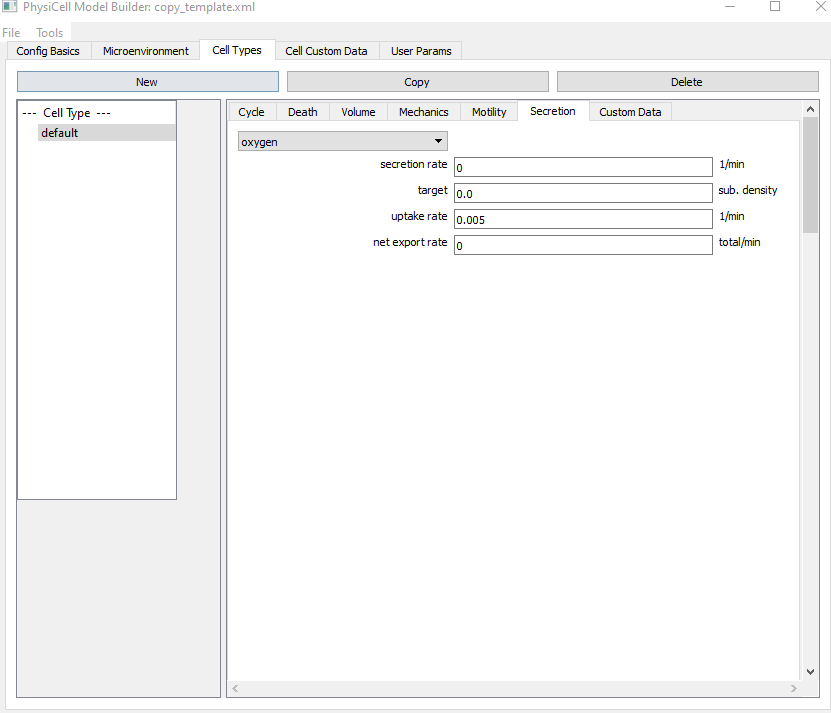 PhysiCell Model Builder: copy_template.xml
File Tools
Config Basics Microenvironment Cell Types Cell Custom Data User Params
New Copy Delete
--- Cell Type ---
default
Cycle Death Volume Mechanics Motility Secretion Custom Data
oxygen
secretion rate 0 1/min
target 0.0 sub. density
uptake rate 0.005 1/min
net export rate 0 total/min